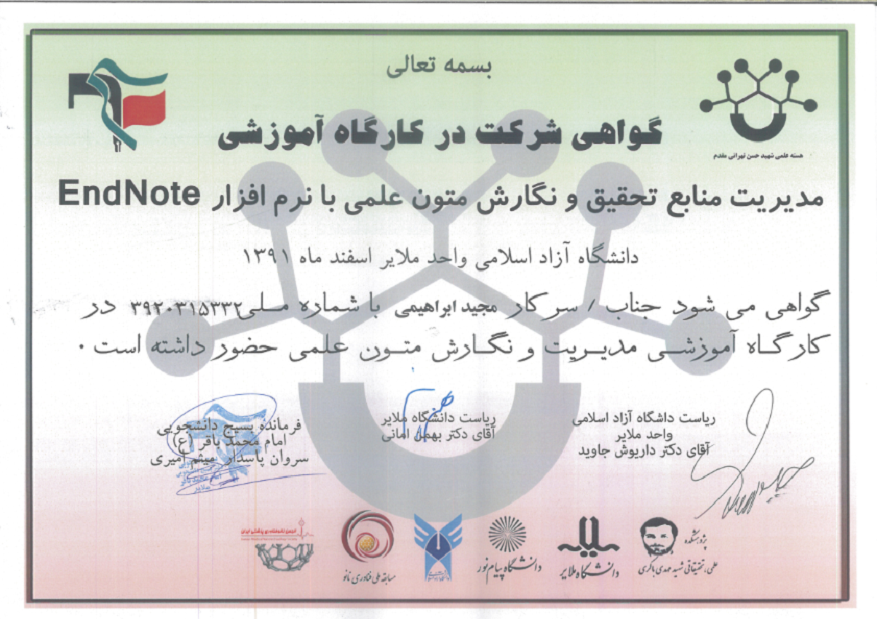 بسمه تعالی
هسته علمی شهید حسن تهرانی مقدم
گواهی شرکت در کارگاه آموزشی
مدیریت منابع تحقیق و نگارش متون علمی با نرم افزار EndNote
دانشگاه آزاد اسلامی واحد ملایر اسفند ماه ۱۳۹۱
گواهی می شود جناب / سرکار مجید ابراهیمی با شماره ملی ۳۹۲۰۳۱۵۳۳۲ در
کارگاه آموزشی مدیریت و نگارش متون علمی حضور داشته است .
ریاست داشگاه آزاد اسلامی
واحد ملایر
آقای دکتر داریوش جاوید
ریاست دانشگاه ملایر
آقای دکتر بهمن امانی
فرمانده بسیج دانشجویی
امام محمد باقر (ع)
سروان پاسدار میثم امیری
پژوهشکده
علمی، تحقیقاتی شهید مهدی باکری
دانشگاه ملایر
دانشگاه پیام نور
مسابقه ملی فناوری نانو